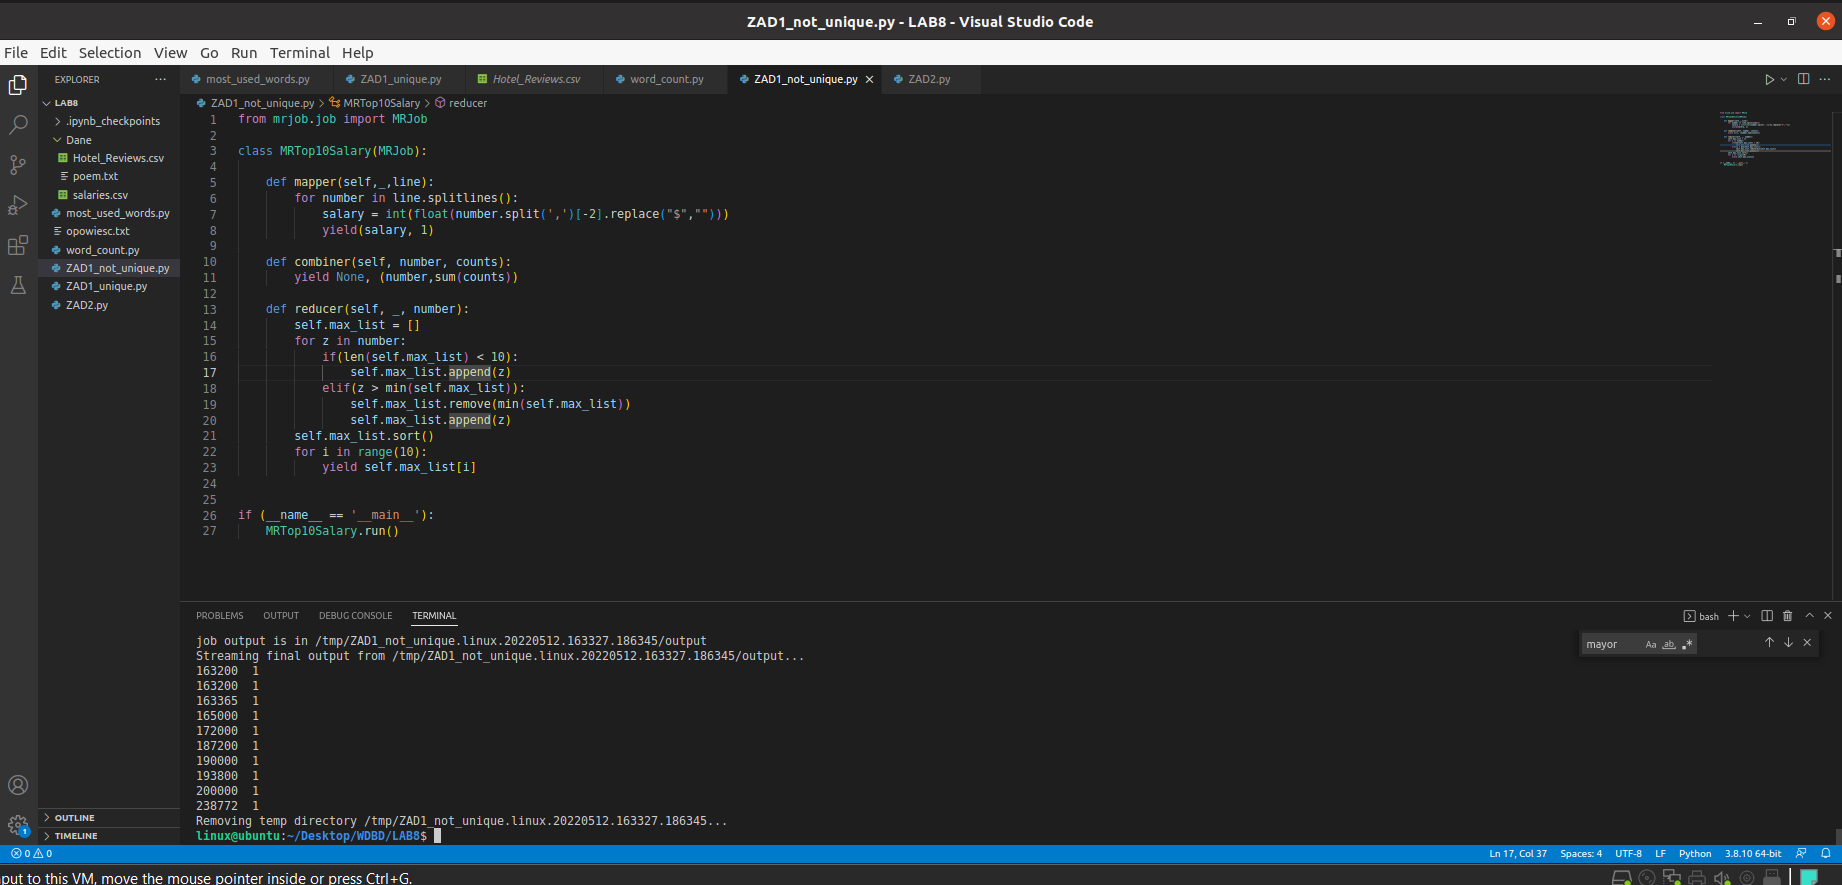 ZAD1_not_unique.py - LAB8 - Visual Studio Code
File Edit Selection View Go Run Terminal Help
EXPLORER
LAB8
.ipynb_checkpoints
Dane
Hotel_Reviews.csv
poem.txt
salaries.csv
most_used_words.py
opowiesc.txt
word_count.py
ZAD1_not_unique.py
ZAD1_unique.py
ZAD2.py
OUTLINE
TIMELINE
most_used_words.py ZAD1_unique.py Hotel_Reviews.csv word_count.py ZAD1_not_unique.py ZAD2.py
ZAD1_not_unique.py > MRTop10Salary > reducer
1 from mrjob.job import MRJob
2
3 class MRTop10Salary(MRJob):
4
5 def mapper(self,_,line):
6 for number in line.splitlines():
7 salary = int(float(number.split(',')[-2].replace("$","")))
8 yield(salary, 1)
9
10 def combiner(self, number, counts):
11 yield None, (number,sum(counts))
12
13 def reducer(self, _, number):
14 self.max_list = []
15 for z in number:
16 if(len(self.max_list) < 10):
17 self.max_list.append(z)
18 elif(z > min(self.max_list)):
19 self.max_list.remove(min(self.max_list))
20 self.max_list.append(z)
21 self.max_list.sort()
22 for i in range(10):
23 yield self.max_list[i]
24
25
26 if (__name__ == '__main__'):
27 MRTop10Salary.run()
PROBLEMS OUTPUT DEBUG CONSOLE TERMINAL
bash
mayor Aa ab
job output is in /tmp/ZAD1_not_unique.linux.20220512.163327.186345/output
Streaming final output from /tmp/ZAD1_not_unique.linux.20220512.163327.186345/output...
163200 1
163200 1
163365 1
165000 1
172000 1
187200 1
190000 1
193800 1
200000 1
238772 1
Removing temp directory /tmp/ZAD1_not_unique.linux.20220512.163327.186345...
linux@ubuntu:~/Desktop/WDBD/LAB8$
1
0 0
Ln 17, Col 37 Spaces: 4 UTF-8 LF Python 3.8.10 64-bit
put to this VM, move the mouse pointer inside or press Ctrl+G.